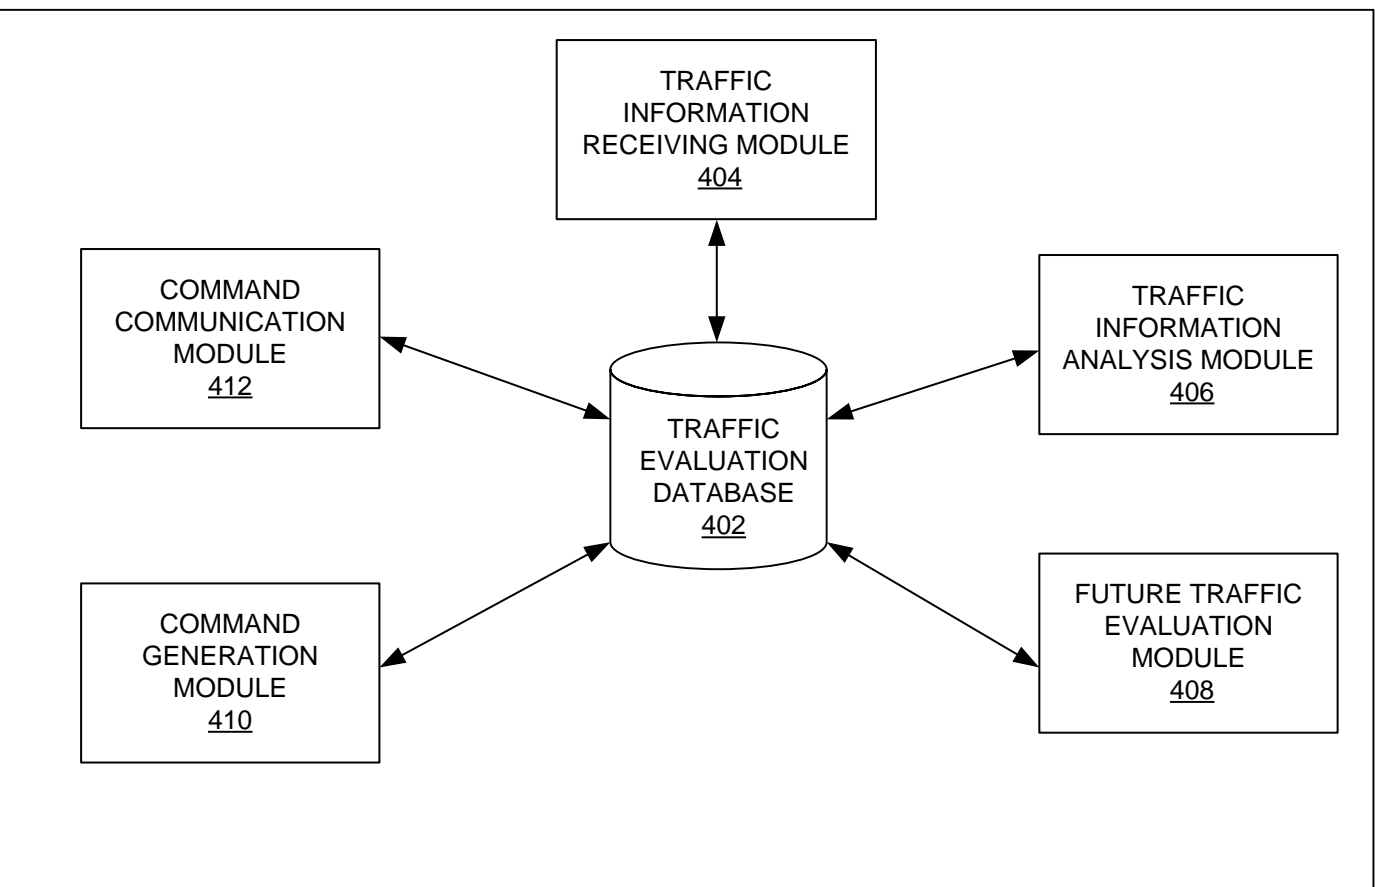 TRAFFIC
INFORMATION
RECEIVING MODULE
404
COMMAND
COMMUNICATION
MODULE
412
TRAFFIC
INFORMATION
ANALYSIS MODULE
406
TRAFFIC
EVALUATION
DATABASE
402
COMMAND
GENERATION
MODULE
410
FUTURE TRAFFIC
EVALUATION
MODULE
408